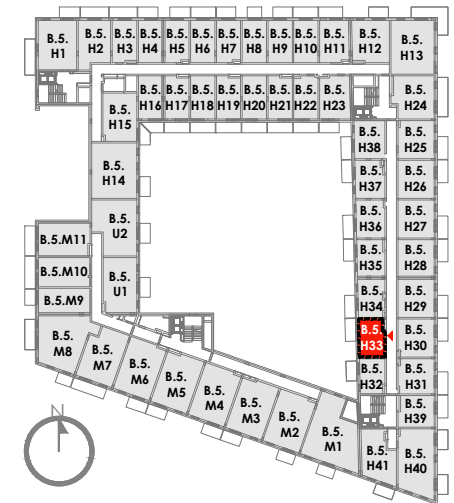 B.5.
H1
B.5.
H2
B.5.
H3
B.5.
H4
B.5.
H5
B.5.
H6
B.5.
H7
B.5.
H8
B.5.
H9
B.5.
H10
B.5.
H11
B.5.
H12
B.5.
H13
B.5.
H15
B.5.
H16
B.5.
H17
B.5.
H18
B.5.
H19
B.5.
H20
B.5.
H21
B.5.
H22
B.5.
H23
B.5.
H24
B.5.
H38
B.5.
H25
B.5.
H14
B.5.
H37
B.5.
H26
B.5.
U2
B.5.
H36
B.5.
H27
B.5.M11
B.5.
H35
B.5.
H28
B.5.M10
B.5.
U1
B.5.
H34
B.5.
H29
B.5.M9
B.5.
H33
B.5.
H30
B.5.
M8
B.5.
M7
B.5.
M6
B.5.
M5
B.5.
M4
B.5.
M3
B.5.
M2
B.5.
M1
B.5.
H32
B.5.
H31
B.5.
H39
B.5.
H41
B.5.
H40
N